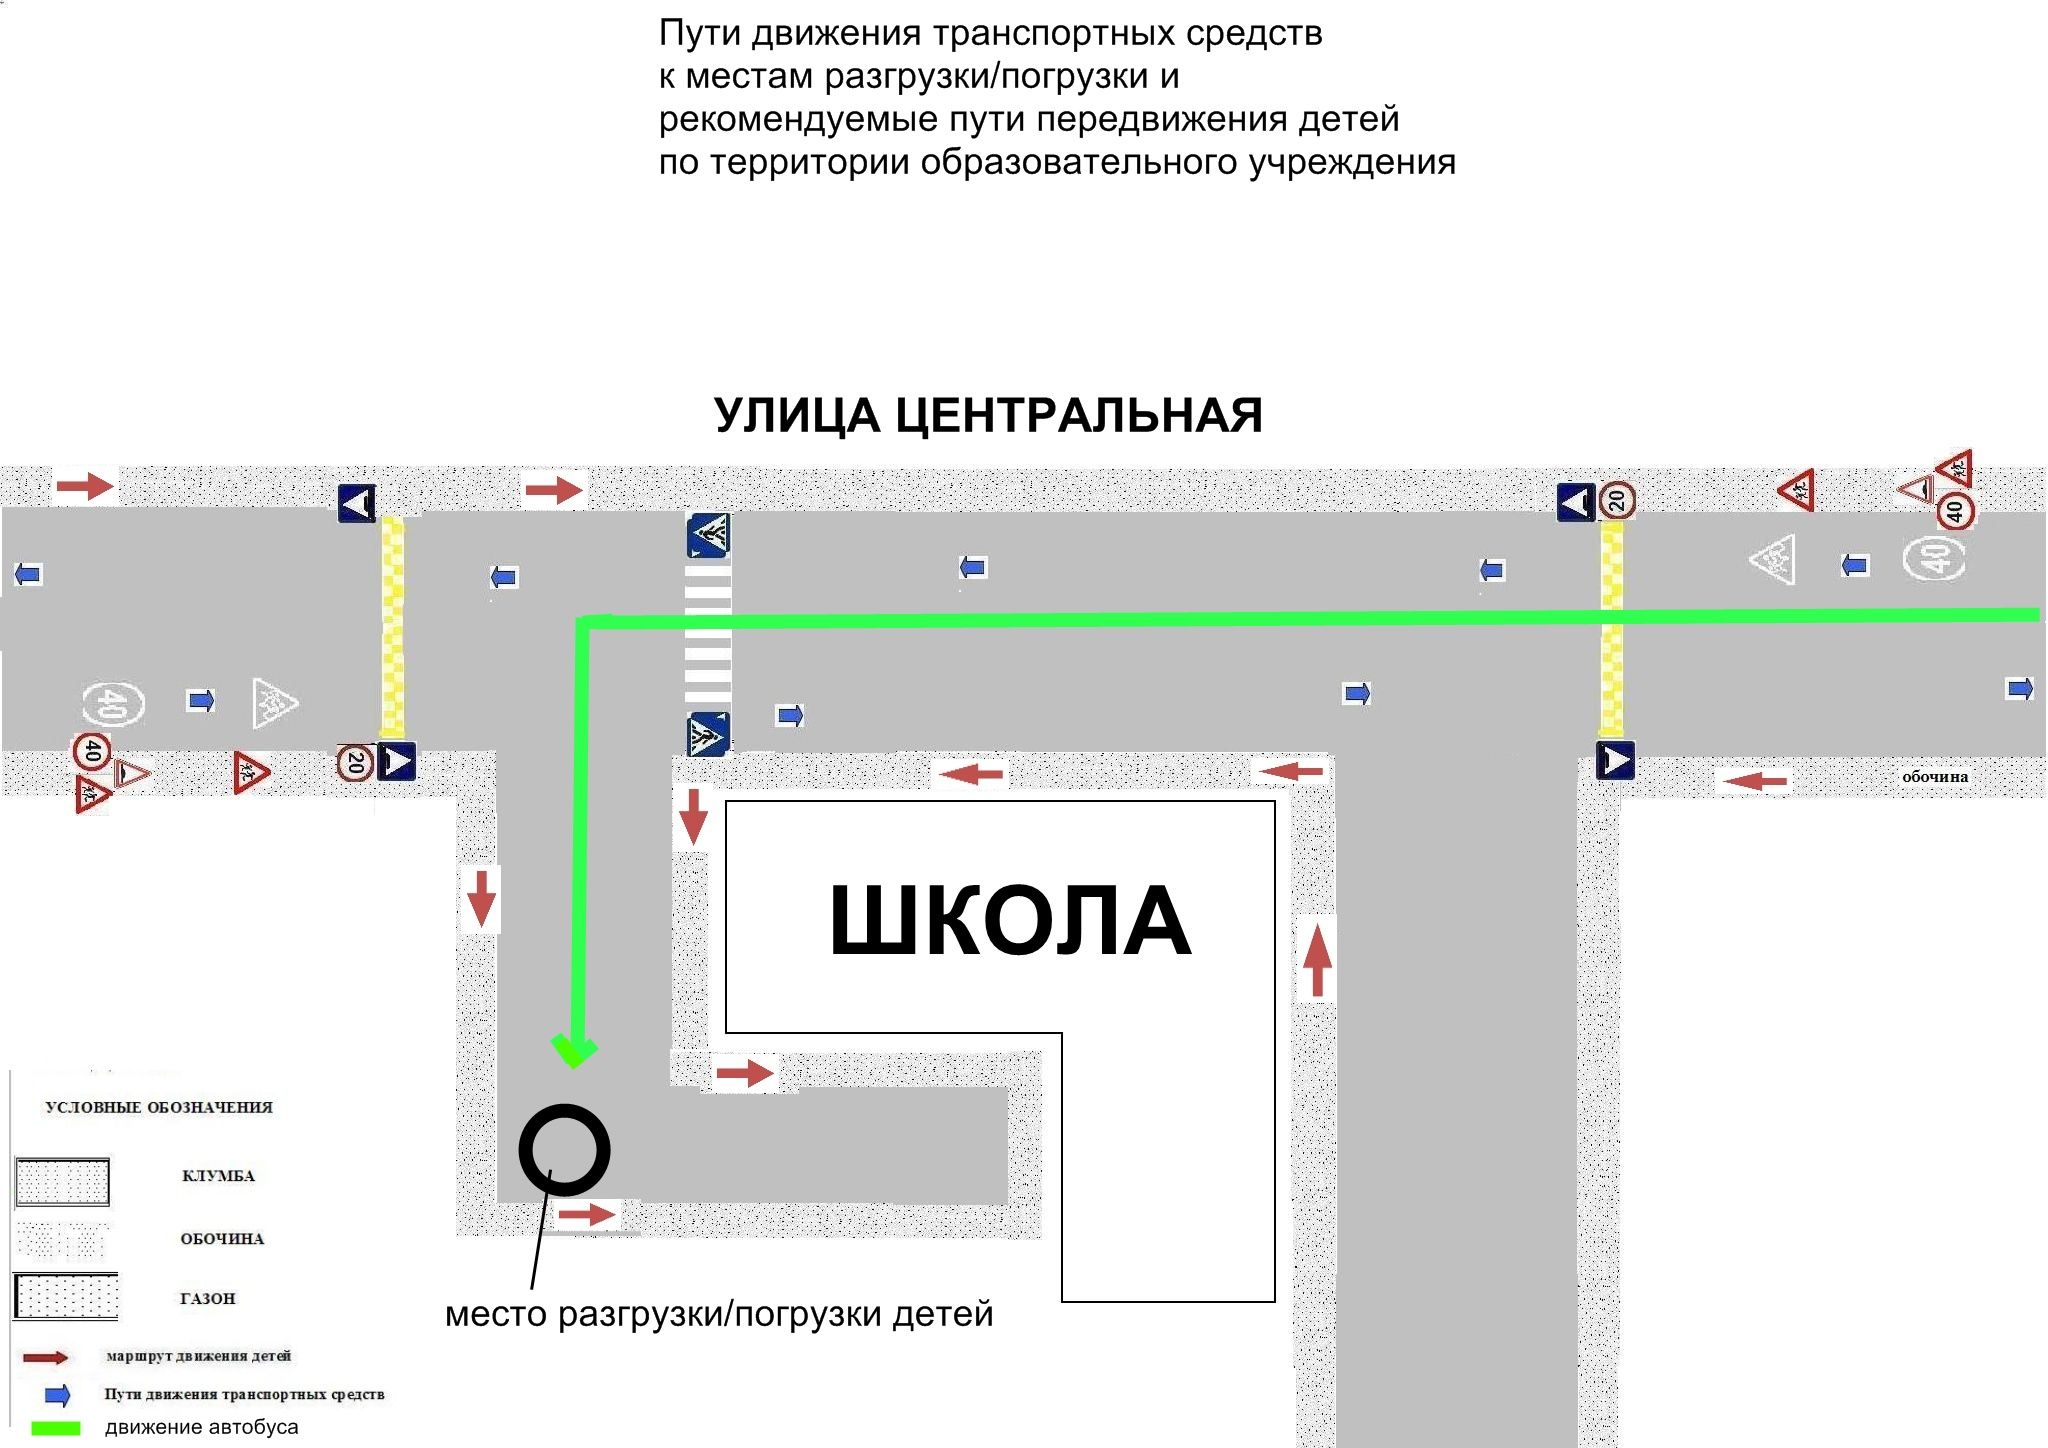 Пути движения транспортных средств
к местам разгрузки/погрузки и
рекомендуемые пути передвижения детей
по территории образовательного учреждения
УЛИЦА ЦЕНТРАЛЬНАЯ
20
40
40
40
40
20
обочина
ШКОЛА
УСЛОВНЫЕ ОБОЗНАЧЕНИЯ
КЛУМБА
ОБОЧИНА
ГАЗОН
место разгрузки/погрузки детей
маршрут движения детей
Пути движения транспортных средств
движение автобуса